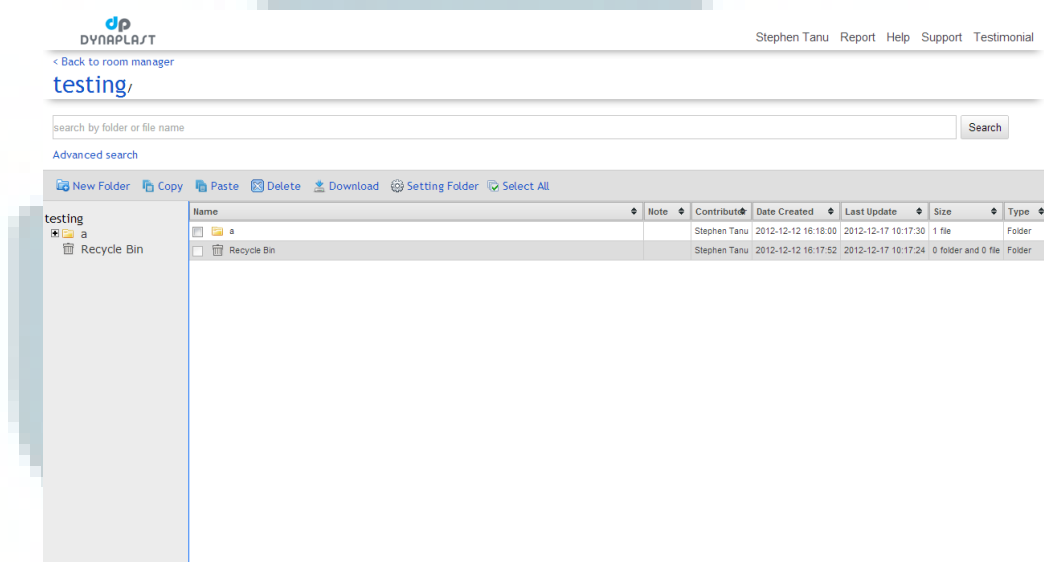 dp
DYNAPLAST
Stephen Tanu Report Help Support Testimonial
< Back to room manager
testing/
search by folder or file name
Search
Advanced search
New Folder Copy Paste Delete Download Setting Folder Select All
testing
a
Recycle Bin
Name Note Contributor Date Created Last Update Size Type
a Stephen Tanu 2012-12-12 16:18:00 2012-12-17 10:17:30 1 file Folder
Recycle Bin Stephen Tanu 2012-12-12 16:17:52 2012-12-17 10:17:24 0 folder and 0 file Folder